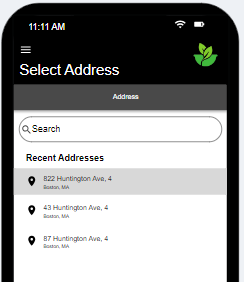 11:11 AM
Select Address
Address
Search
Recent Addresses
822 Huntington Ave, 4
Boston, MA
43 Huntington Ave, 4
Boston, MA
87 Huntington Ave, 4
Boston, MA